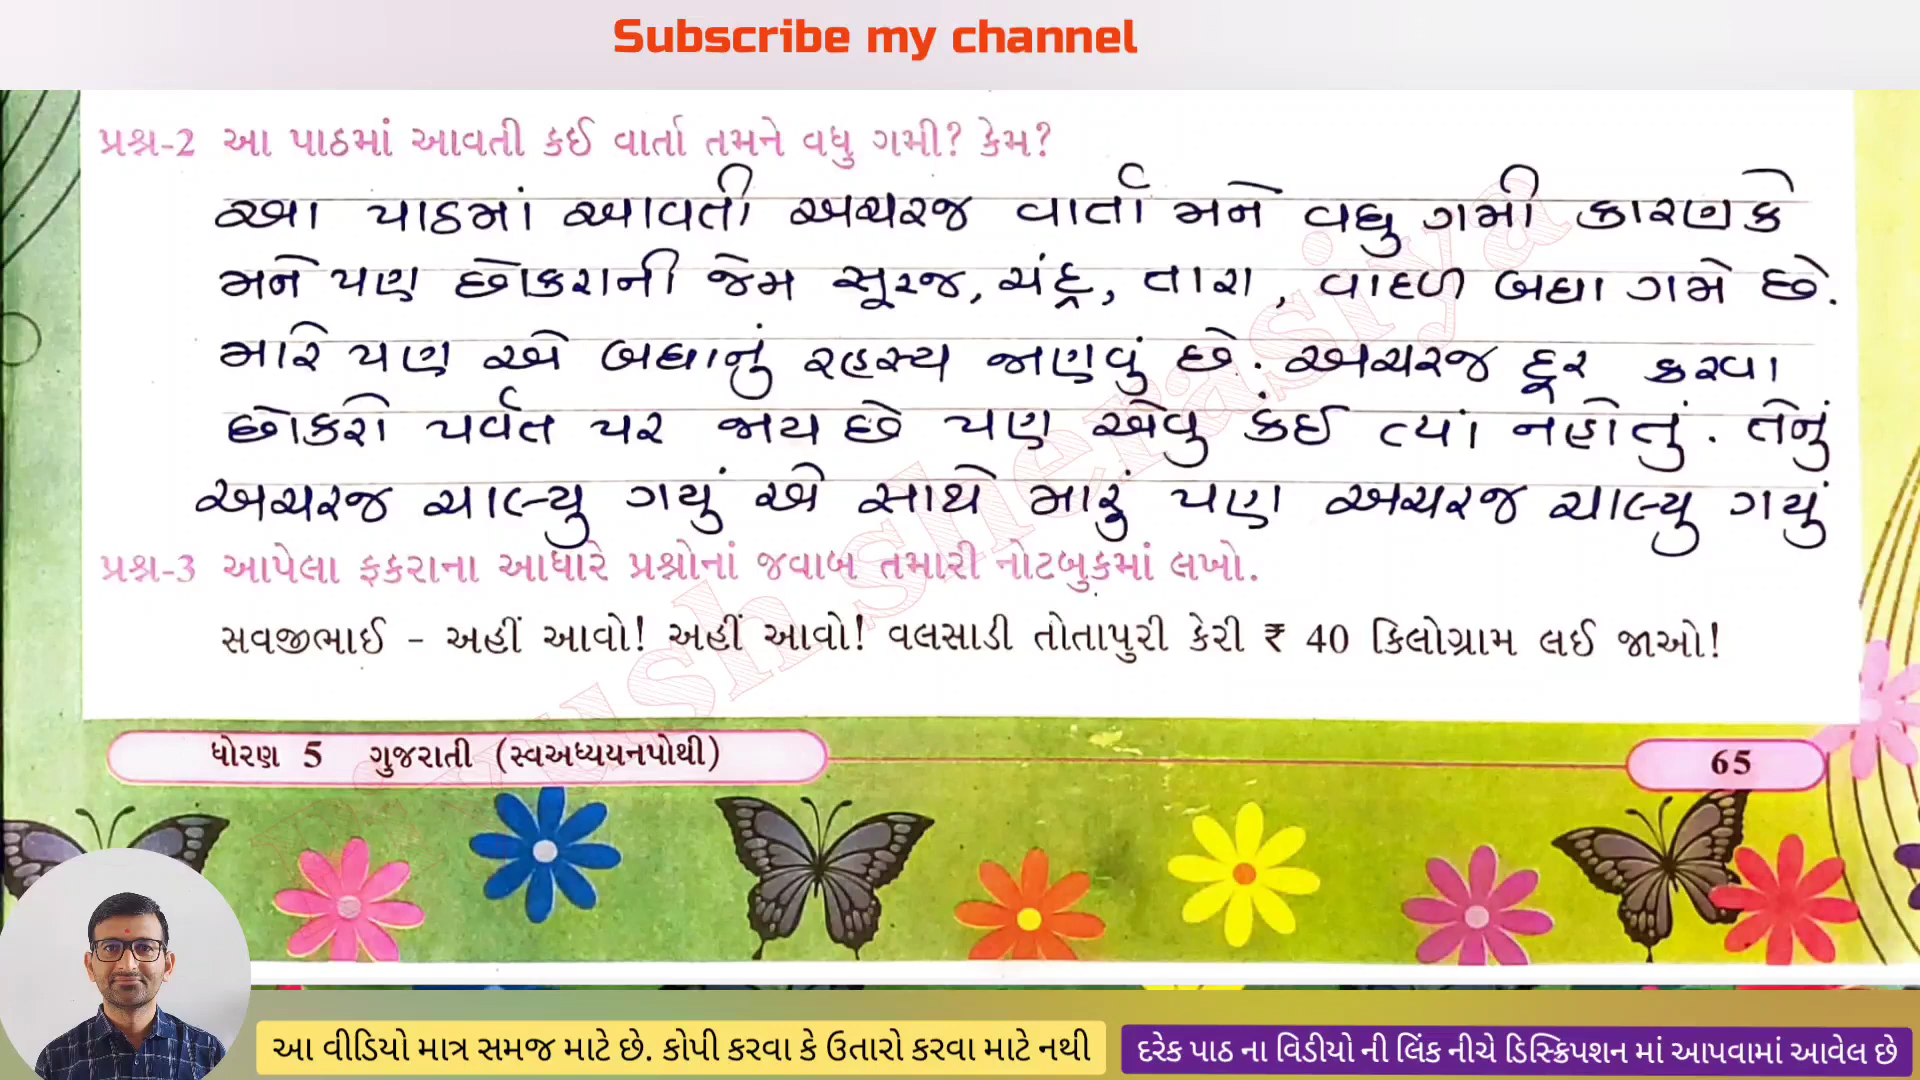 Subscribe my channel
પ્રશ્ન-2 આ પાઠમાં આવતી કઈ વાર્તા તમને વધુ ગમી? કેમ?
આ પાઠમાં આવતી અચરજ વાર્તા મને વધુ ગમી કારણકે
મને પણ છોકરાની જેમ સૂરજ, ચંદ્ર, તારા, વાદળ બધા ગમે છે.
મારે પણ એ બધાનું રહસ્ય જાણવું છે. અચરજ દૂર કરવા
છોકરો પર્વત પર જાય છે પણ એવુ કંઈ ત્યાં નહોતું. તેનું
અચરજ ચાલ્યુ ગયું એ સાથે મારું પણ અચરજ ચાલ્યુ ગયું
પ્રશ્ન-3 આપેલા ફકરાના આધારે પ્રશ્નોનાં જવાબ તમારી નોટબુકમાં લખો.
સવજીભાઈ - અહીં આવો! અહીં આવો! વલસાડી તોતાપુરી કેરી ₹ 40 કિલોગ્રામ લઈ જાઓ!
ધોરણ 5 ગુજરાતી (સ્વઅધ્યયનપોથી)
65
આ વીડિયો માત્ર સમજ માટે છે. કોપી કરવા કે ઉતારો કરવા માટે નથી
દરેક પાઠ ના વિડીયો ની લિંક નીચે ડિસ્ક્રિપશન માં આપવામાં આવેલ છે